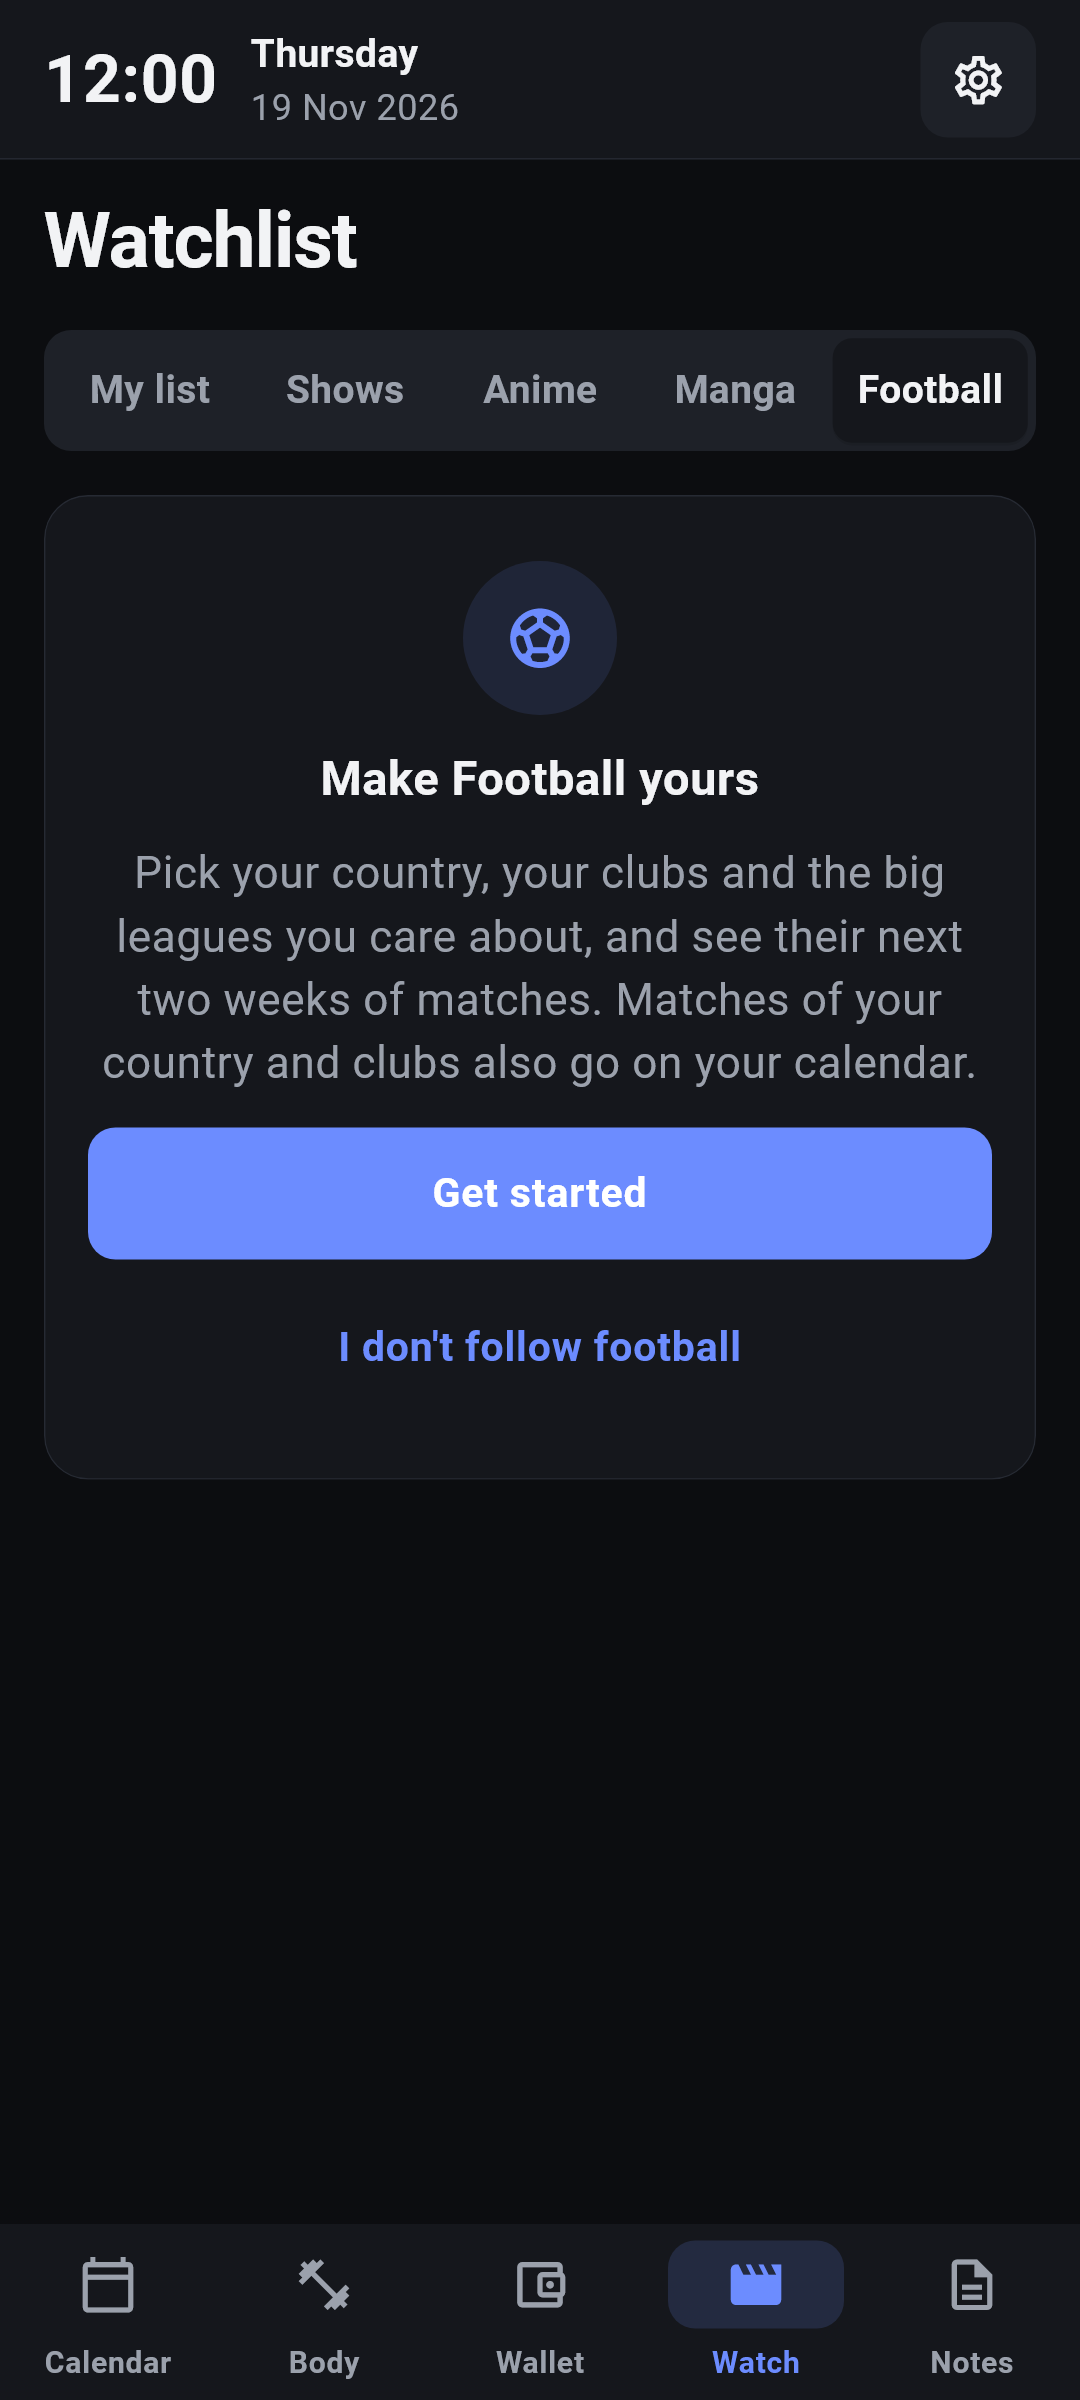 12:00
Thursday
19 Nov 2026
Watchlist
My list
Shows
Anime
Manga
Football
Make Football yours
Pick your country, your clubs and the big
leagues you care about, and see their next
two weeks of matches. Matches of your
country and clubs also go on your calendar.
Get started
I don't follow football
Calendar
Body
Wallet
Watch
Notes